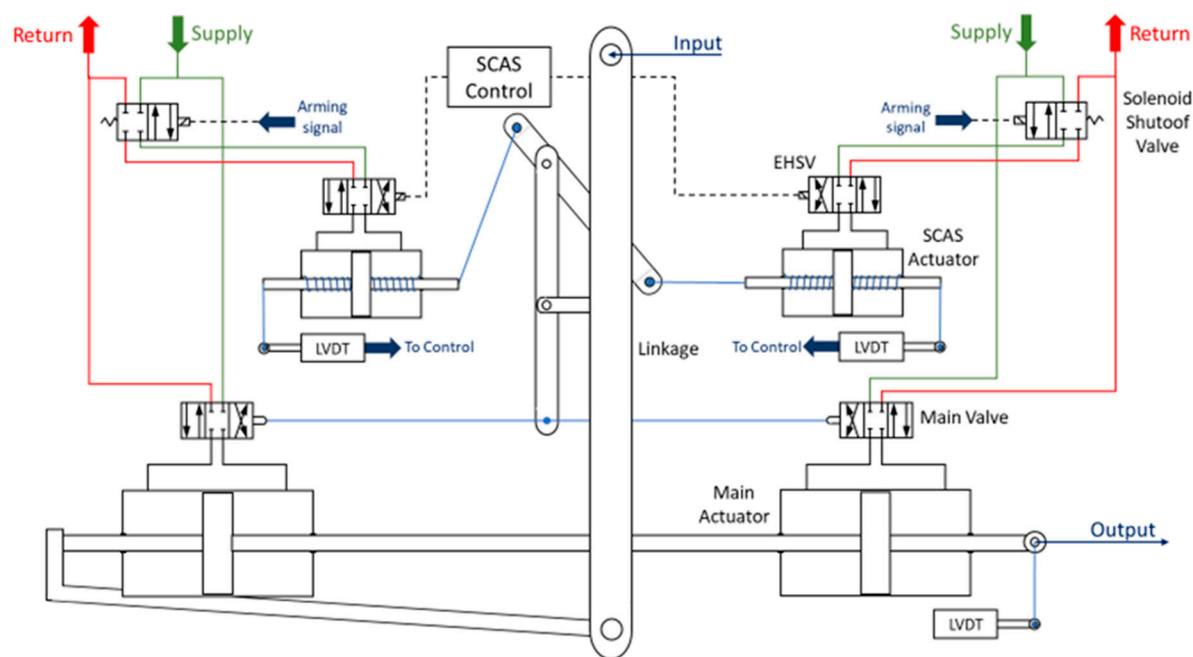 Return
Supply
SCAS
Control
Input
Supply
Return
Arming
signal
Arming
signal
Solenoid
Shutoof
Valve
EHSV
SCAS
Actuator
LVDT
To Control
Linkage
To Control
LVDT
Main Valve
Main
Actuator
Output
LVDT